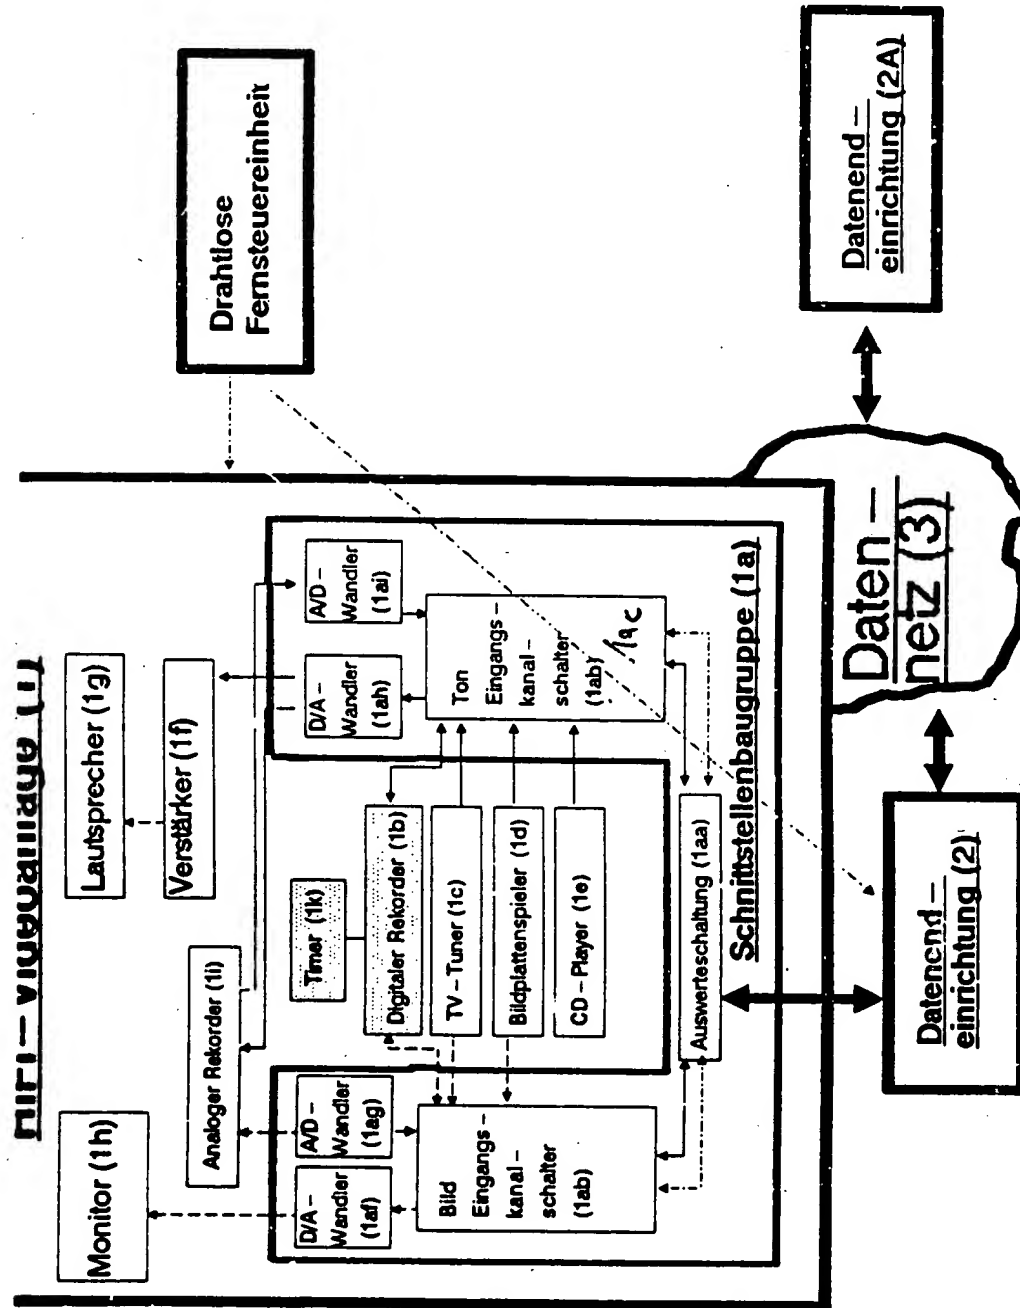 HIFI – Videoanlage (1)
Monitor (1h)
Lautsprecher (1g)
Verstärker (1f)
Analoger Rekorder (1i)
Drahtlose
Fernsteuereinheit
D/A –
Wandler
(1af)
A/D –
Wandler
(1ag)
Timer (1k)
D/A –
Wandler
(1ah)
A/D –
Wandler
(1ai)
Digitaler Rekorder (1b)
TV – Tuner (1c)
Bildplattenspieler (1d)
CD – Player (1e)
Bild
Eingangs –
kanal –
schalter
(1ab)
Ton
Eingangs –
kanal –
schalter
(1ab)
1ac
Auswerteschaltung (1aa)
Schnittstellenbaugruppe (1a)
Datenend –
einrichtung (2)
Daten –
netz (3)
Datenend –
einrichtung (2A)